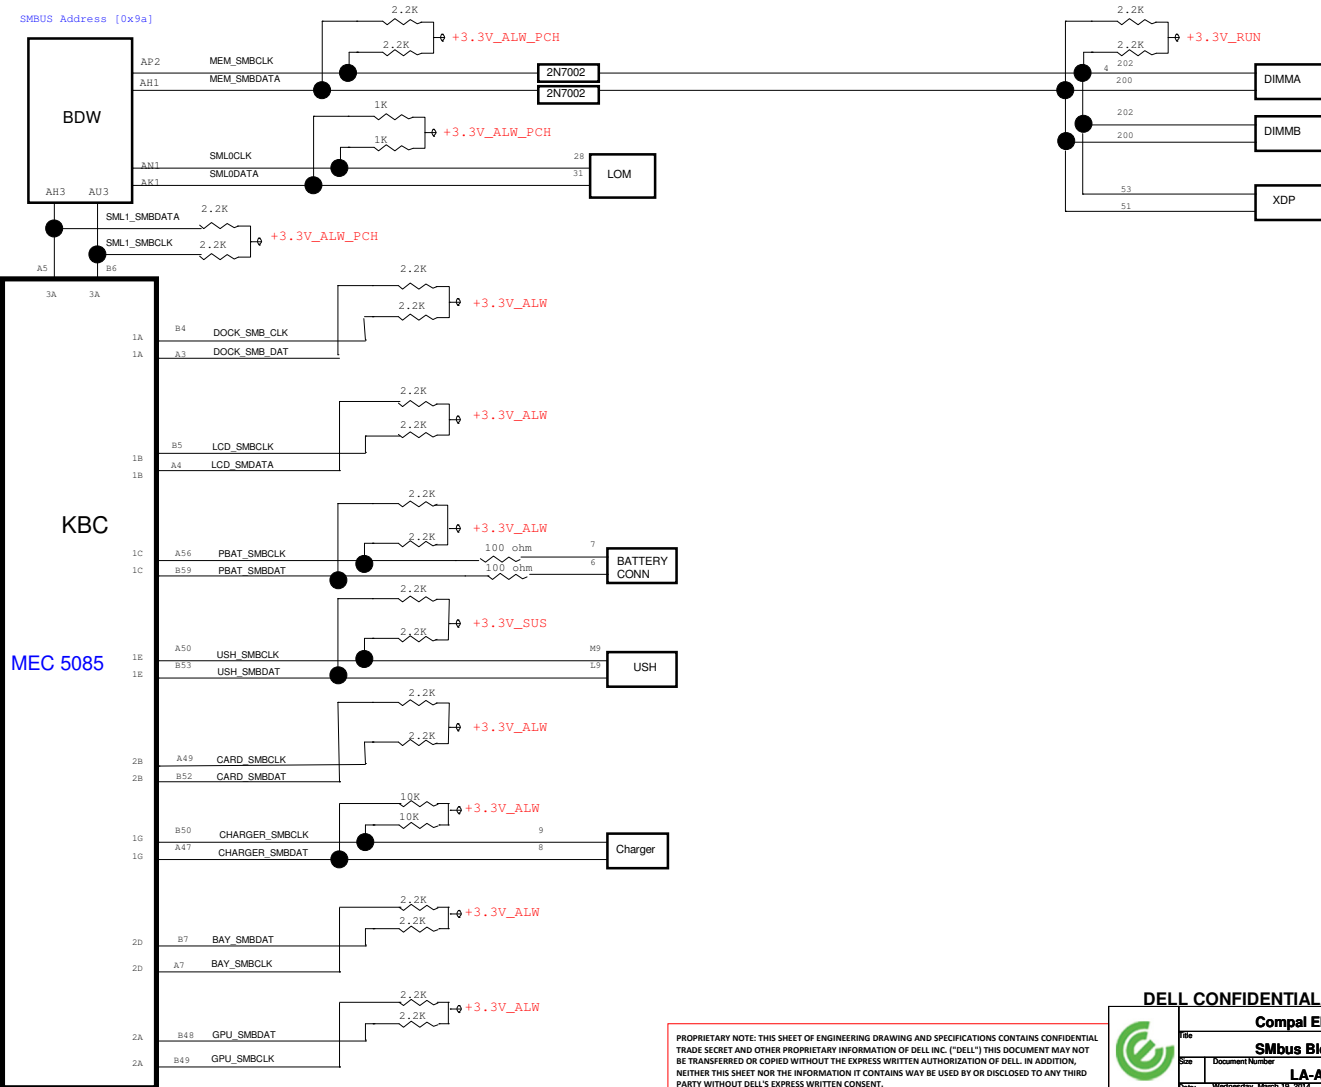 SMBUS Address [0x9a]
BDW
AP2 MEM_SMBCLK
AH1 MEM_SMBDATA
2.2K
2.2K
+3.3V_ALW_PCH
2N7002
2N7002
2.2K
2.2K
+3.3V_RUN
4 202
200
DIMMA
202
200
DIMMB
53
51
XDP
1K
1K
+3.3V_ALW_PCH
AN1 SML0CLK
AK1 SML0DATA
28
31
LOM
AH3 AU3
SML1_SMBDATA
SML1_SMBCLK
2.2K
2.2K
+3.3V_ALW_PCH
A5 B6
3A 3A
KBC
MEC 5085
2.2K
2.2K
+3.3V_ALW
1A B4 DOCK_SMB_CLK
1A A3 DOCK_SMB_DAT
2.2K
2.2K
+3.3V_ALW
1B B5 LCD_SMBCLK
1B A4 LCD_SMDATA
2.2K
2.2K
+3.3V_ALW
1C A56 PBAT_SMBCLK
1C B59 PBAT_SMBDAT
100 ohm
100 ohm
7
6
BATTERY
CONN
2.2K
2.2K
+3.3V_SUS
1E A50 USH_SMBCLK
1E B53 USH_SMBDAT
M9
L9
USH
2.2K
2.2K
+3.3V_ALW
2B A49 CARD_SMBCLK
2B B52 CARD_SMBDAT
10K
10K
+3.3V_ALW
1G B50 CHARGER_SMBCLK
1G A47 CHARGER_SMBDAT
9
8
Charger
2.2K
2.2K
+3.3V_ALW
2D B7 BAY_SMBDAT
2D A7 BAY_SMBCLK
2.2K
2.2K
+3.3V_ALW
2A B48 GPU_SMBDAT
2A B49 GPU_SMBCLK
PROPRIETARY NOTE: THIS SHEET OF ENGINEERING DRAWING AND SPECIFICATIONS CONTAINS CONFIDENTIAL
TRADE SECRET AND OTHER PROPRIETARY INFORMATION OF DELL INC. ("DELL") THIS DOCUMENT MAY NOT
BE TRANSFERRED OR COPIED WITHOUT THE EXPRESS WRITTEN AUTHORIZATION OF DELL. IN ADDITION,
NEITHER THIS SHEET NOR THE INFORMATION IT CONTAINS MAY BE USED BY OR DISCLOSED TO ANY THIRD
PARTY WITHOUT DELL'S EXPRESS WRITTEN CONSENT.
DELL CONFIDENTIAL
Compal El
Title
SMbus Blo
Size Document Number
LA-A
Date: Wednesday, March 19, 2014